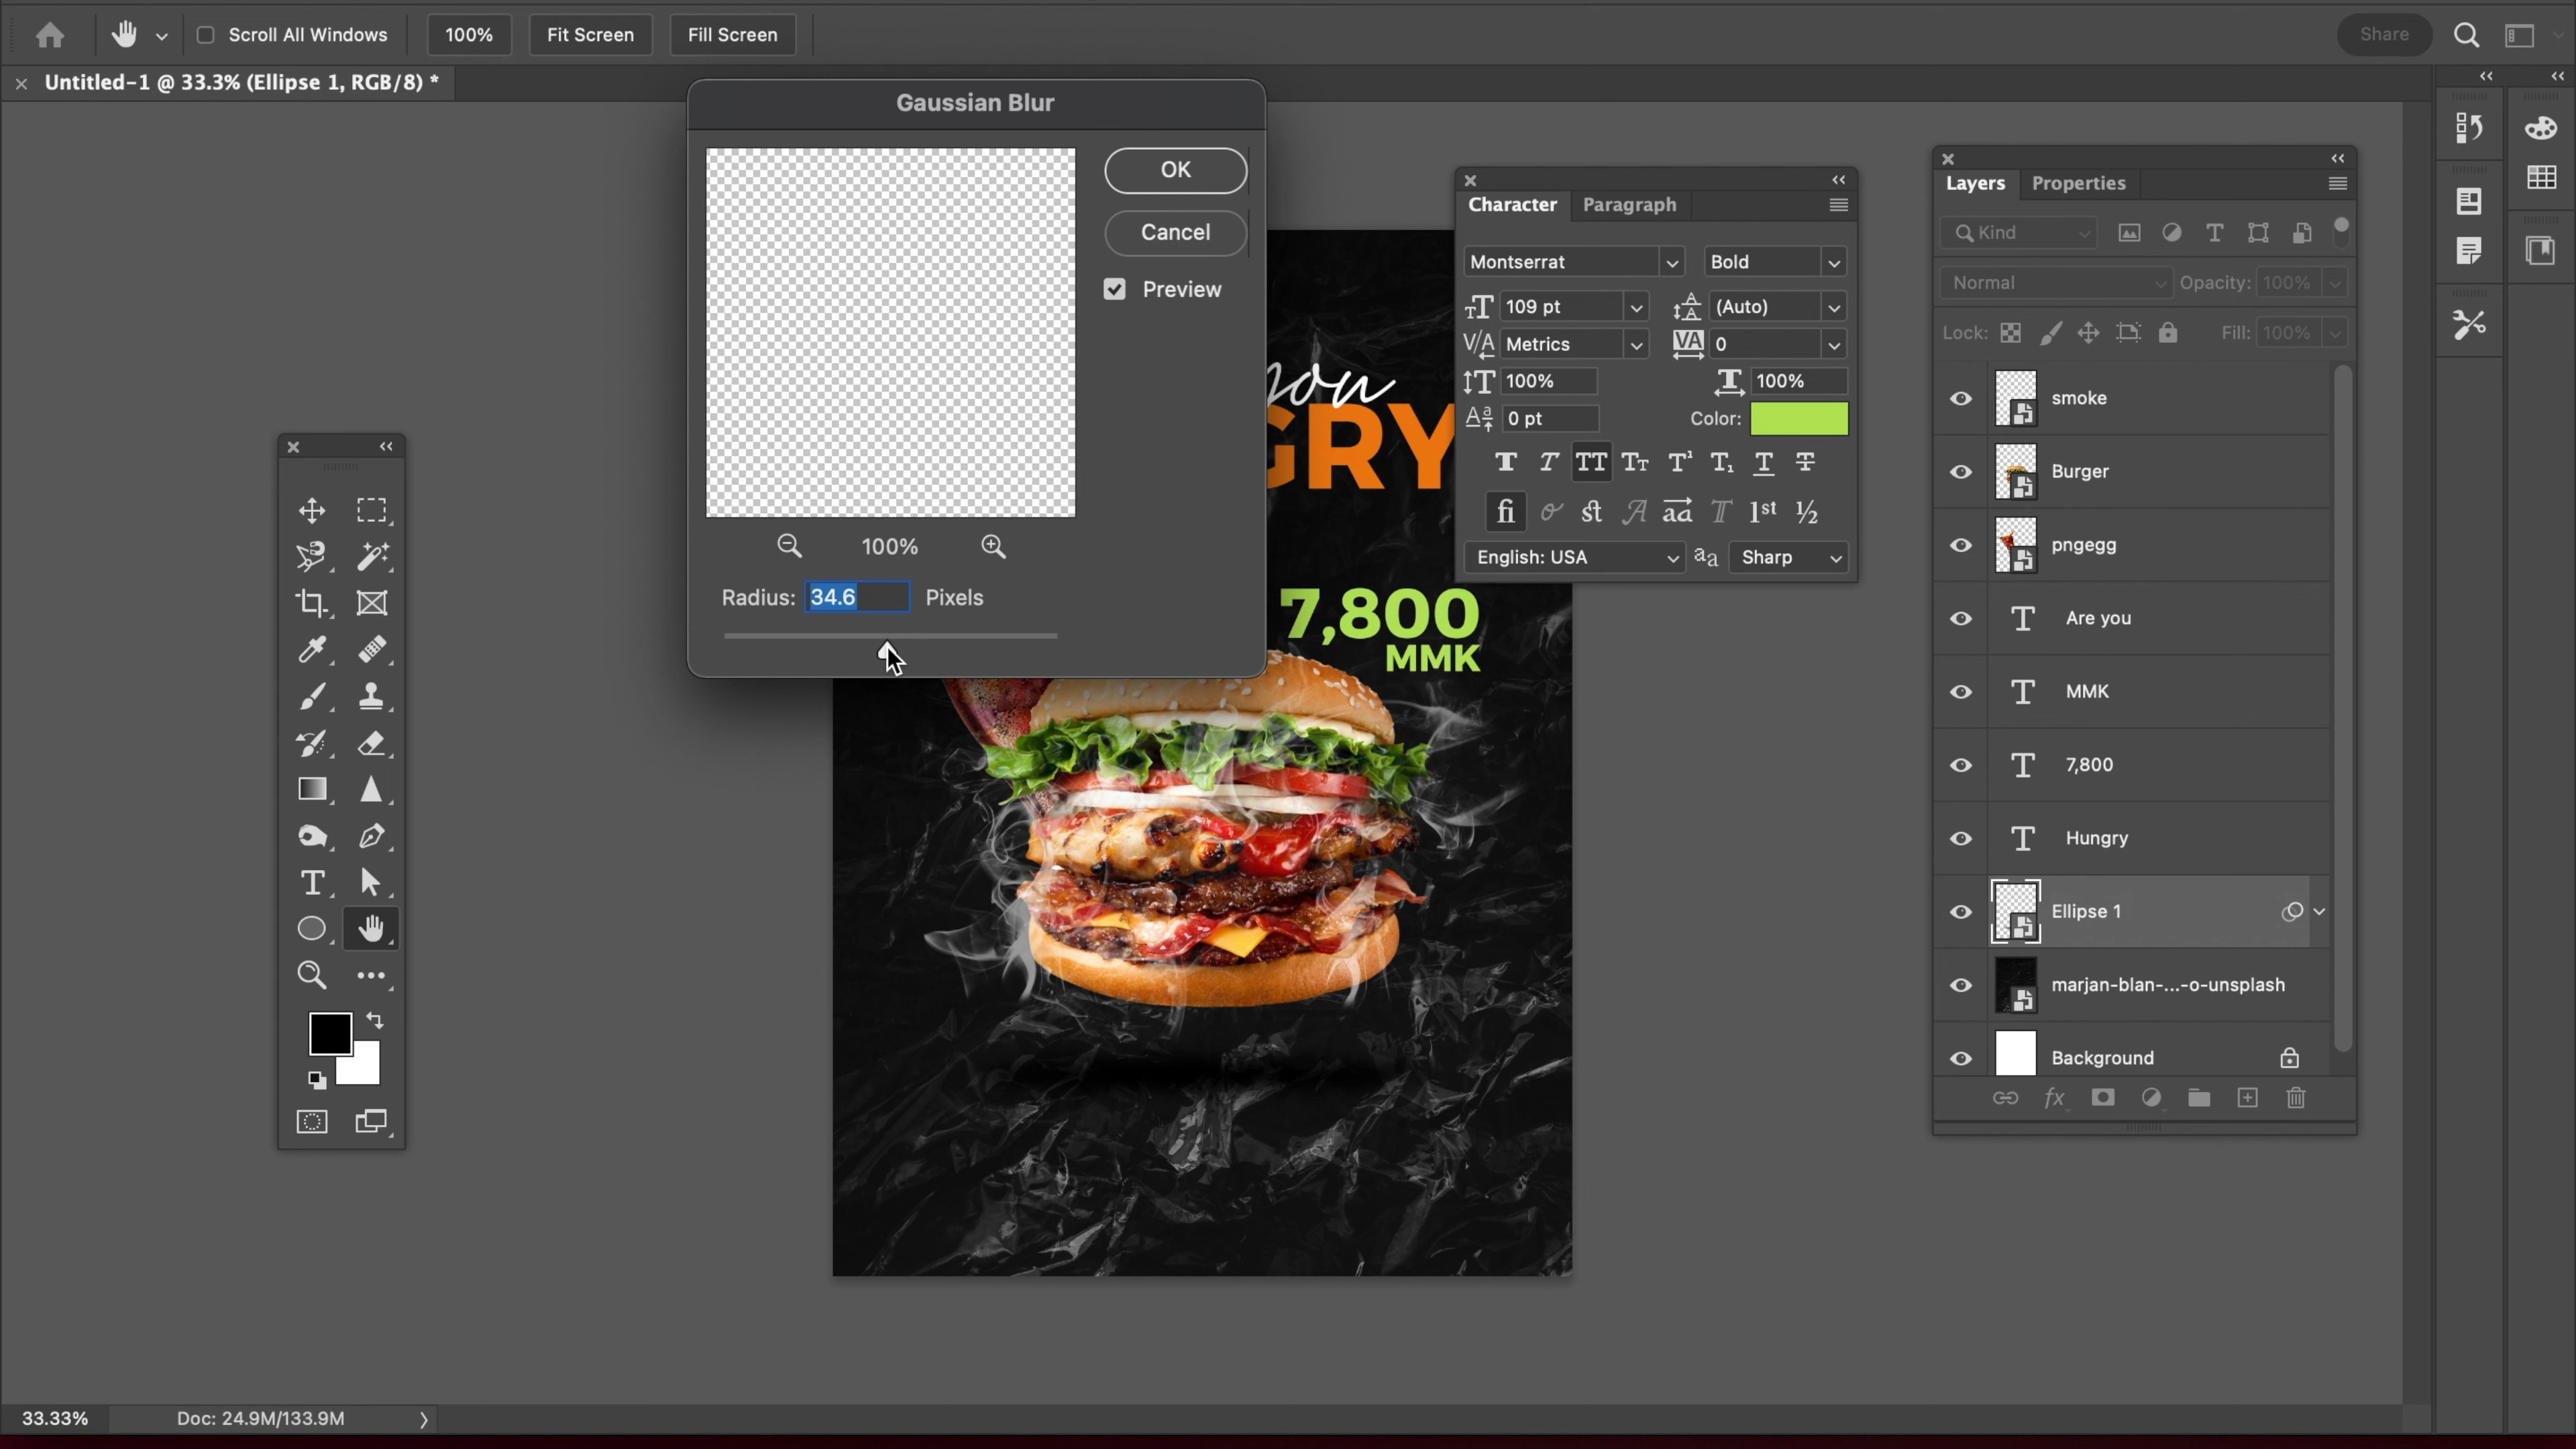 Scroll All Windows
100%
Fit Screen
Fill Screen
Share
Untitled-1 @ 33.3% (Ellipse 1, RGB/8) *
Gaussian Blur
OK
Cancel
Preview
100%
Radius: 34.6 Pixels
you
GRY
7,800
MMK
Character
Paragraph
Montserrat
Bold
109 pt
(Auto)
Metrics
0
100%
100%
0 pt
Color:
English: USA
Sharp
Layers
Properties
Kind
Normal
Opacity: 100%
Lock:
Fill: 100%
smoke
Burger
pngegg
Are you
MMK
7,800
Hungry
Ellipse 1
marjan-blan-...-o-unsplash
Background
33.33%
Doc: 24.9M/133.9M